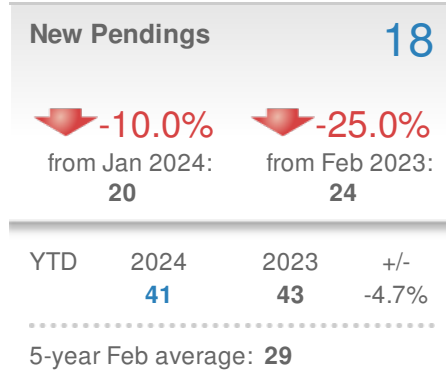 New Pendings 18
-10.0% -25.0%
from Jan 2024: from Feb 2023:
20 24
YTD 2024 2023 +/-
41 43 -4.7%
5-year Feb average: 29